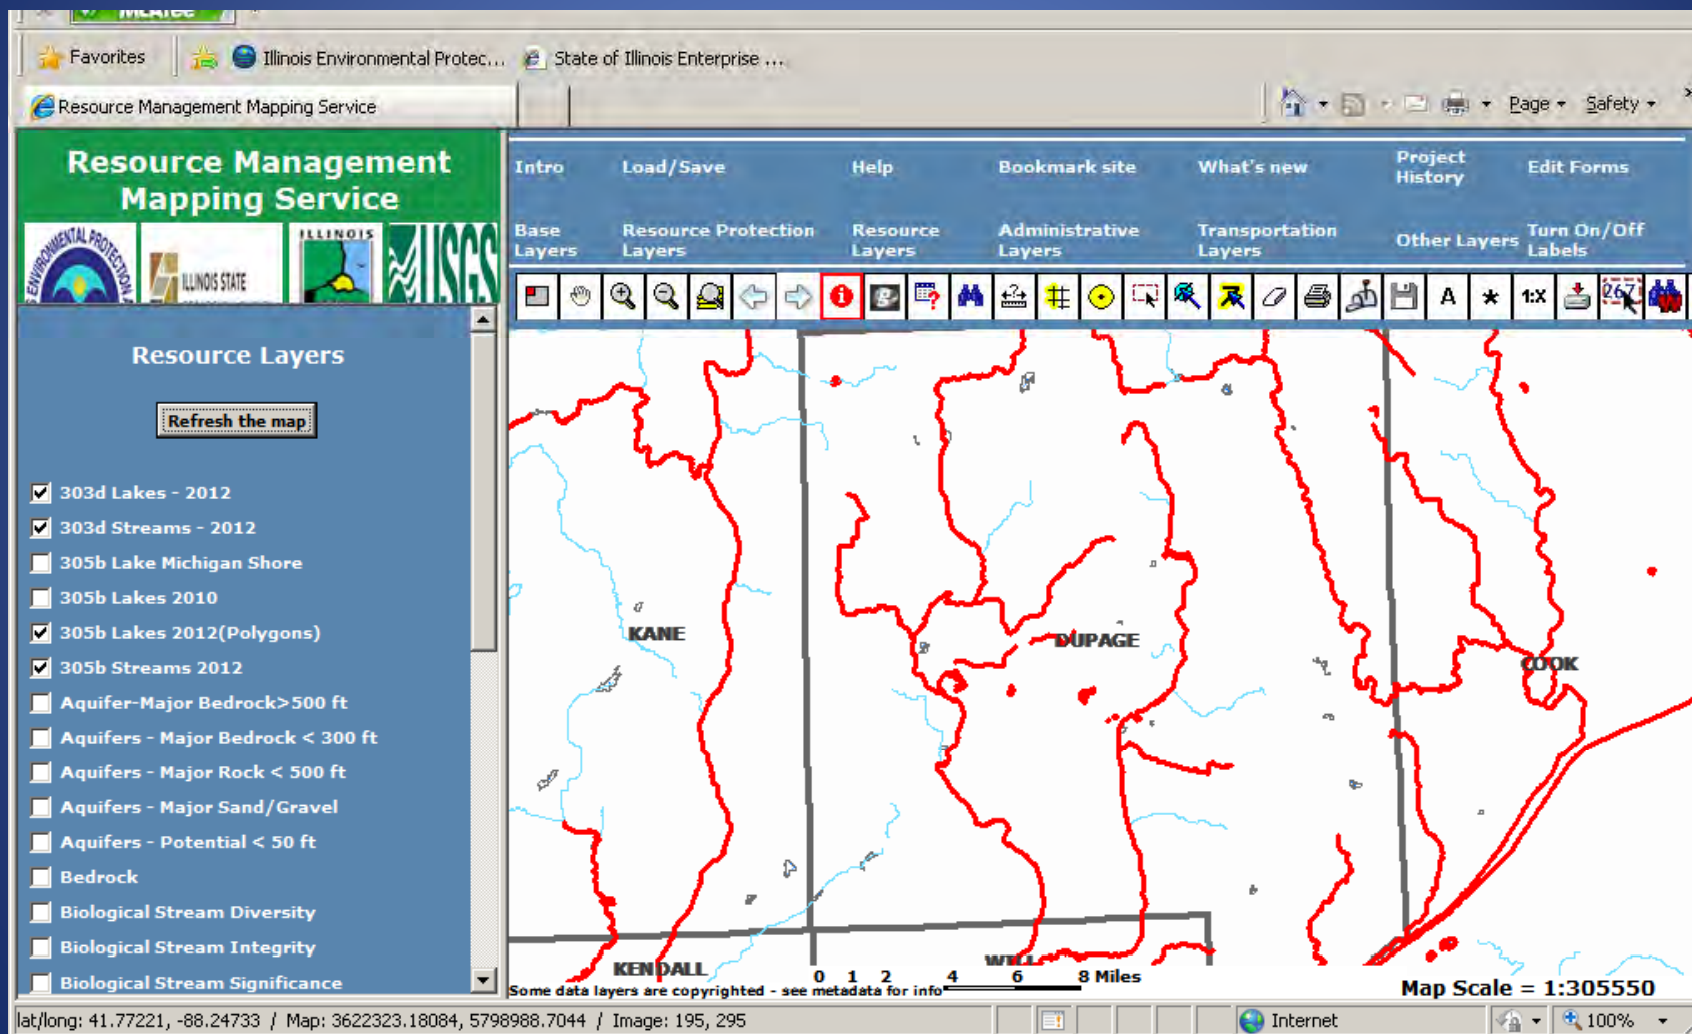 McAfee
Favorites
Illinois Environmental Protec...
State of Illinois Enterprise ...
Resource Management Mapping Service
Page
Safety
Resource Management
Mapping Service
ILLINOIS
ILLINOIS STATE
USGS
Intro
Load/Save
Help
Bookmark site
What's new
Project
History
Edit Forms
Base
Layers
Resource Protection
Layers
Resource
Layers
Administrative
Layers
Transportation
Layers
Other Layers
Turn On/Off
Labels
A
1:X
267
Resource Layers
Refresh the map
303d Lakes - 2012
303d Streams - 2012
305b Lake Michigan Shore
305b Lakes 2010
305b Lakes 2012(Polygons)
305b Streams 2012
Aquifer-Major Bedrock>500 ft
Aquifers - Major Bedrock < 300 ft
Aquifers - Major Rock < 500 ft
Aquifers - Major Sand/Gravel
Aquifers - Potential < 50 ft
Bedrock
Biological Stream Diversity
Biological Stream Integrity
Biological Stream Significance
KANE
DUPAGE
COOK
KENDALL
WILL
0 1 2 4 6 8 Miles
Some data layers are copyrighted - see metadata for info
Map Scale = 1:305550
lat/long: 41.77221, -88.24733 / Map: 3622323.18084, 5798988.7044 / Image: 195, 295
Internet
100%